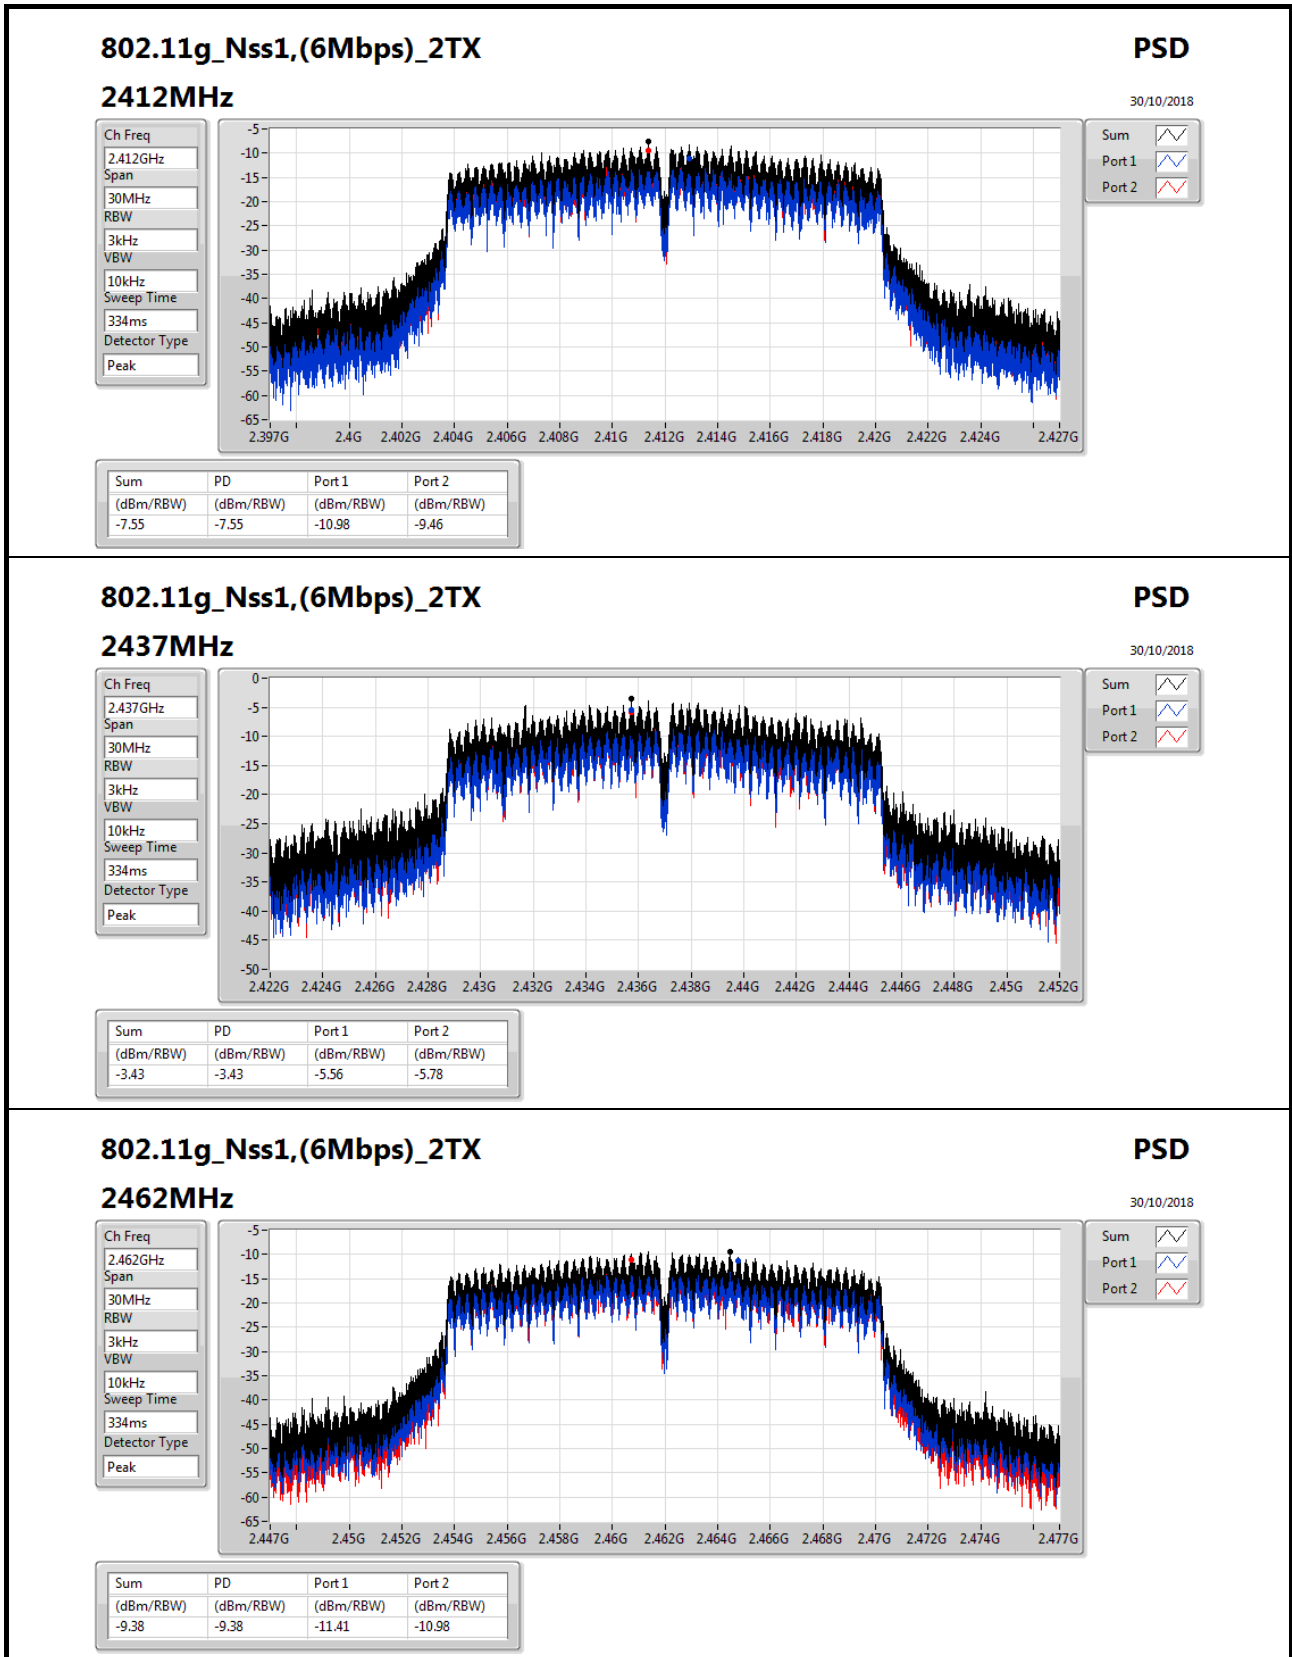 802.11g_Nss1,(6Mbps)_2TX PSD
2412MHz 30/10/2018
Ch Freq
2.412GHz
Span
30MHz
RBW
3kHz
VBW
10kHz
Sweep Time
334ms
Detector Type
Peak
-5
-10
-15
-20
-25
-30
-35
-40
-45
-50
-55
-60
-65
2.397G 2.4G 2.402G 2.404G 2.406G 2.408G 2.41G 2.412G 2.414G 2.416G 2.418G 2.42G 2.422G 2.424G 2.427G
Sum
Port 1
Port 2
Sum PD Port 1 Port 2
(dBm/RBW) (dBm/RBW) (dBm/RBW) (dBm/RBW)
-7.55 -7.55 -10.98 -9.46
802.11g_Nss1,(6Mbps)_2TX PSD
2437MHz 30/10/2018
Ch Freq
2.437GHz
Span
30MHz
RBW
3kHz
VBW
10kHz
Sweep Time
334ms
Detector Type
Peak
0
-5
-10
-15
-20
-25
-30
-35
-40
-45
-50
2.422G 2.424G 2.426G 2.428G 2.43G 2.432G 2.434G 2.436G 2.438G 2.44G 2.442G 2.444G 2.446G 2.448G 2.45G 2.452G
Sum
Port 1
Port 2
Sum PD Port 1 Port 2
(dBm/RBW) (dBm/RBW) (dBm/RBW) (dBm/RBW)
-3.43 -3.43 -5.56 -5.78
802.11g_Nss1,(6Mbps)_2TX PSD
2462MHz 30/10/2018
Ch Freq
2.462GHz
Span
30MHz
RBW
3kHz
VBW
10kHz
Sweep Time
334ms
Detector Type
Peak
-5
-10
-15
-20
-25
-30
-35
-40
-45
-50
-55
-60
-65
2.447G 2.45G 2.452G 2.454G 2.456G 2.458G 2.46G 2.462G 2.464G 2.466G 2.468G 2.47G 2.472G 2.474G 2.477G
Sum
Port 1
Port 2
Sum PD Port 1 Port 2
(dBm/RBW) (dBm/RBW) (dBm/RBW) (dBm/RBW)
-9.38 -9.38 -11.41 -10.98